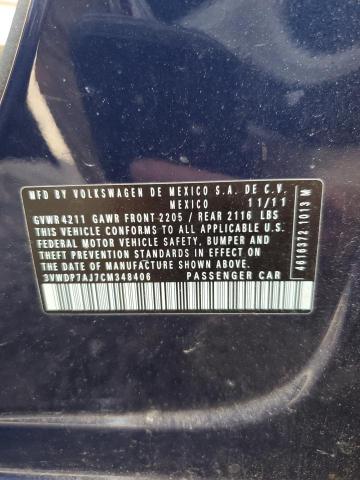 MFD BY VOLKSWAGEN DE MEXICO S.A. DE C.V.
MEXICO 11/11
GVWR 4211 GAWR FRONT 2205 / REAR 2116 LBS
THIS VEHICLE CONFORMS TO ALL APPLICABLE U.S.
FEDERAL MOTOR VEHICLE SAFETY, BUMPER AND
THEFT PREVENTION STANDARDS IN EFFECT ON THE
DATE OF MANUFACTURE SHOWN ABOVE
3VWDP7AJ7CM348406 PASSENGER CAR
4616372 1013 M